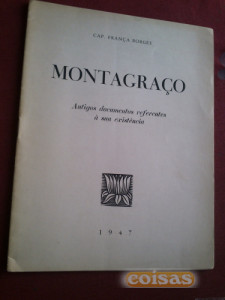 CAP. FRANÇA BORGES
MONTAGRAÇO
Antigos documentos referentes
à sua existência
1947
coisas